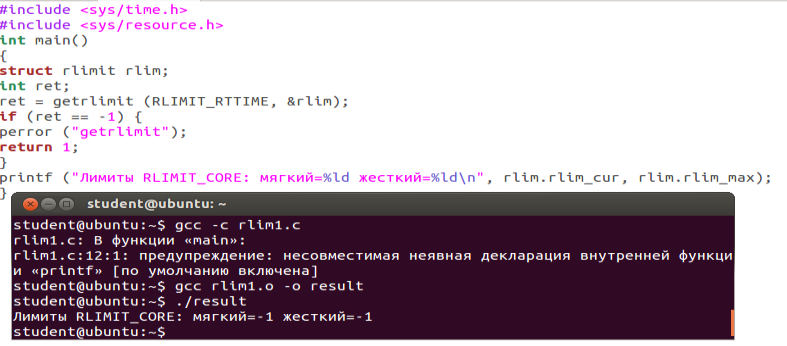 #include <sys/time.h>
#include <sys/resource.h>
int main()
{
struct rlimit rlim;
int ret;
ret = getrlimit (RLIMIT_RTTIME, &rlim);
if (ret == -1) {
perror ("getrlimit");
return 1;
}
printf ("Лимиты RLIMIT_CORE: мягкий=%ld жесткий=%ld\n", rlim.rlim_cur, rlim.rlim_max);
}
student@ubuntu: ~
student@ubuntu:~$ gcc -c rlim1.c
rlim1.c: В функции «main»:
rlim1.c:12:1: предупреждение: несовместимая неявная декларация внутренней функци
и «printf» [по умолчанию включена]
student@ubuntu:~$ gcc rlim1.o -o result
student@ubuntu:~$ ./result
Лимиты RLIMIT_CORE: мягкий=-1 жесткий=-1
student@ubuntu:~$